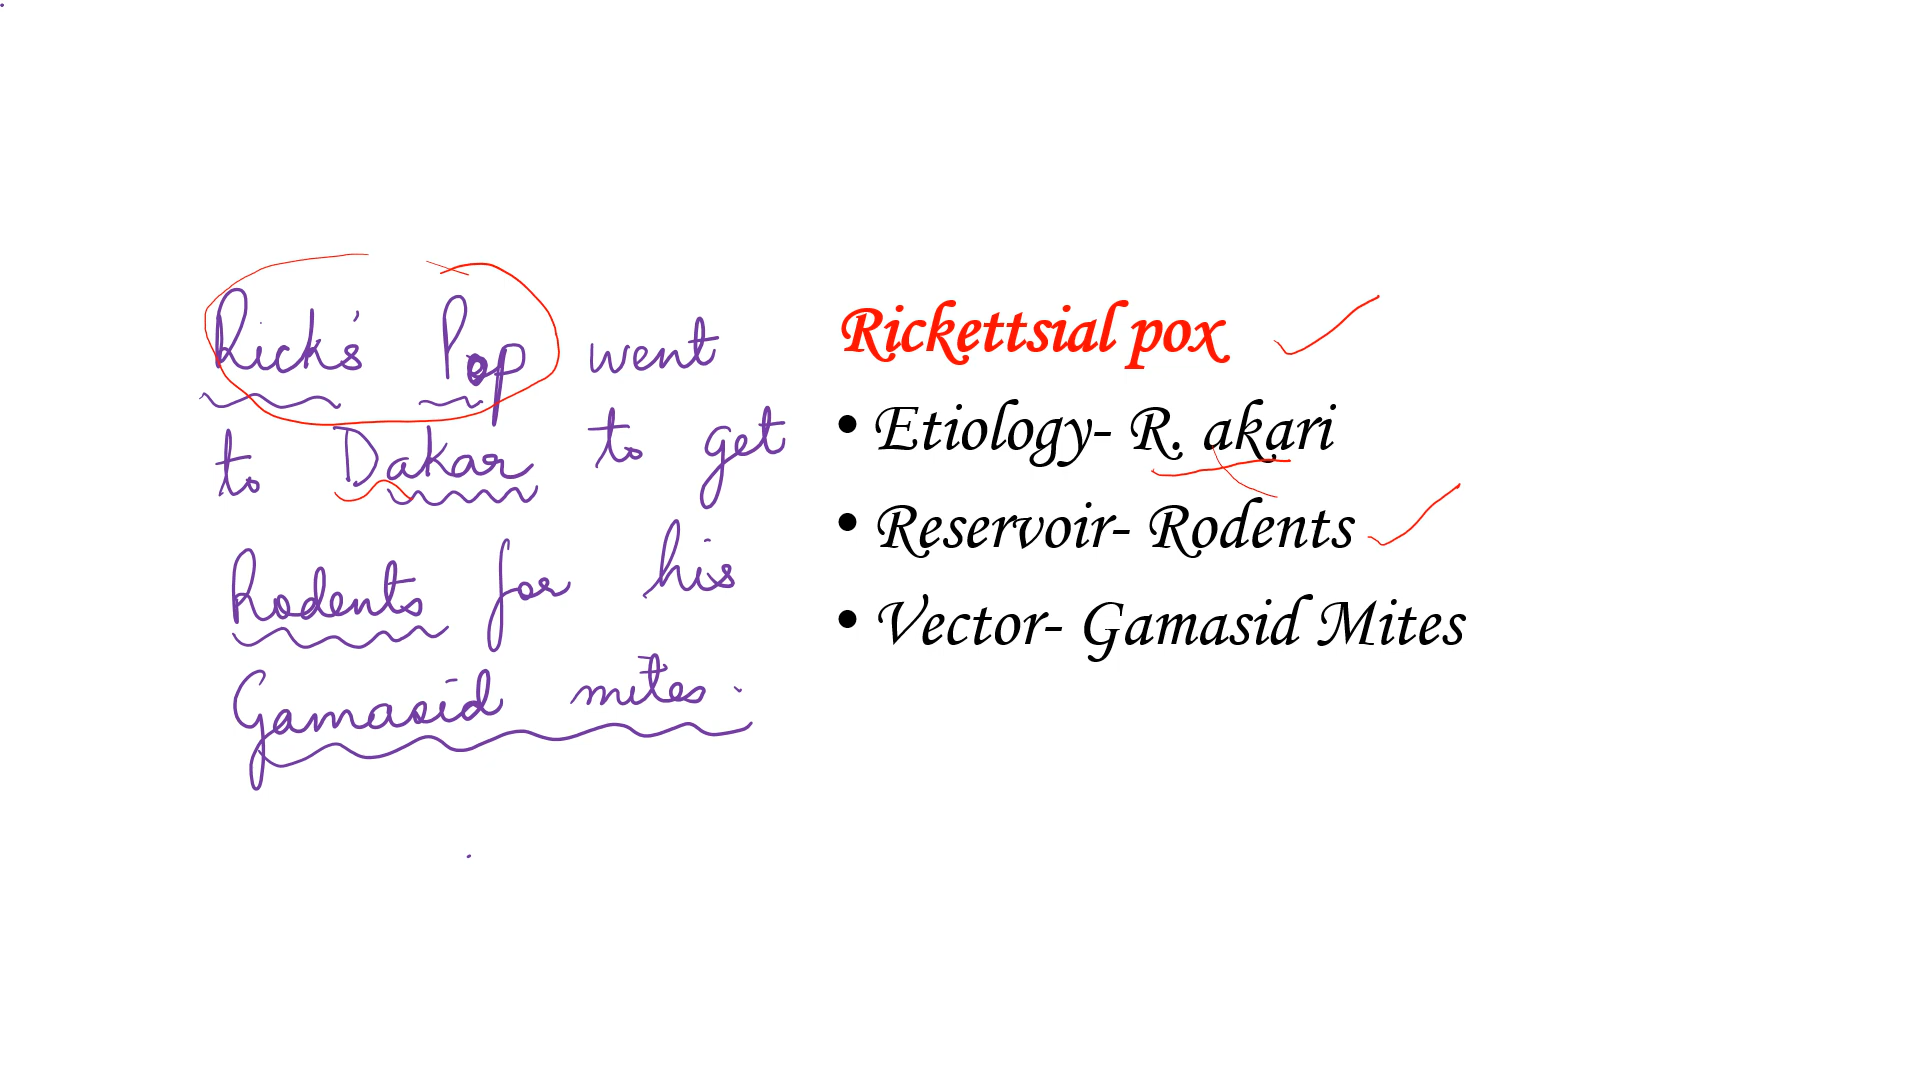 Rick's Pop went
to Dakar to get
Rodents for his
Gamasid mites.
Rickettsial pox
• Etiology- R. akari
• Reservoir- Rodents
• Vector- Gamasid Mites